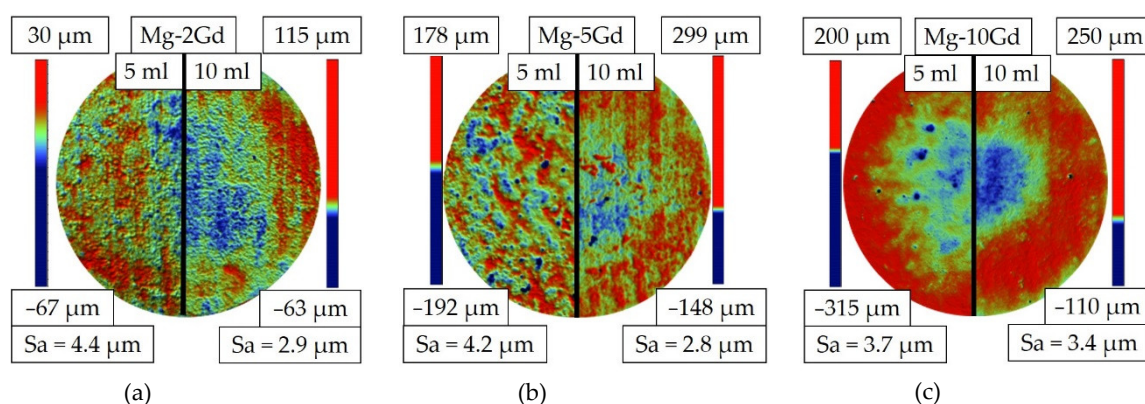 30 µm
Mg-2Gd
115 µm
5 ml
10 ml
–67 µm
–63 µm
Sa = 4.4 µm
Sa = 2.9 µm
(a)
178 µm
Mg-5Gd
299 µm
5 ml
10 ml
–192 µm
–148 µm
Sa = 4.2 µm
Sa = 2.8 µm
(b)
200 µm
Mg-10Gd
250 µm
5 ml
10 ml
–315 µm
–110 µm
Sa = 3.7 µm
Sa = 3.4 µm
(c)